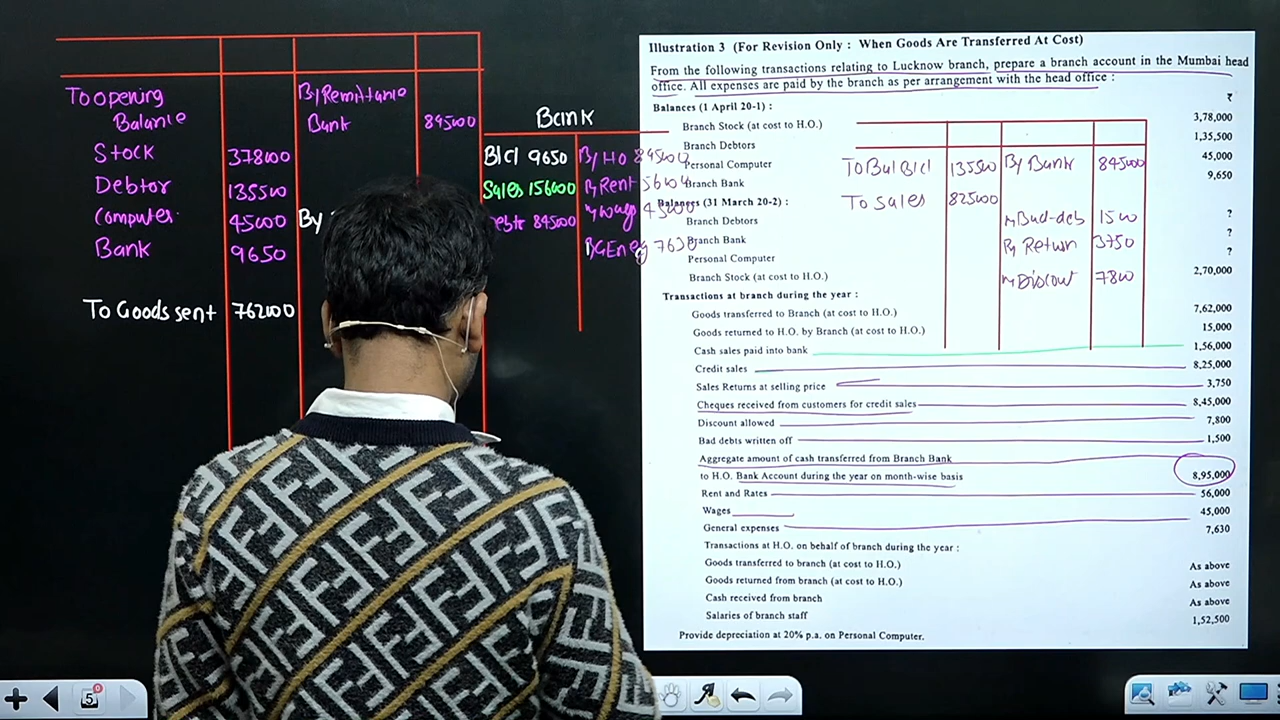 To opening
Balance
Stock 378000
Debtor 135500
Computer 45000
Bank 9650
To Goods sent 762000
By Remittance
Bank 895000
By
Bank
B/d 9650
Sales 156000
845000
By Ho 895000
By Rent 56000
By Wages 45000
7630
Illustration 3 (For Revision Only : When Goods Are Transferred At Cost)
From the following transactions relating to Lucknow branch, prepare a branch account in the Mumbai head
office. All expenses are paid by the branch as per arrangement with the head office :
Balances (1 April 20-1) : ₹
Branch Stock (at cost to H.O.) 3,78,000
Branch Debtors 1,35,500
Personal Computer 45,000
Branch Bank 9,650
Balances (31 March 20-2) :
Branch Debtors ?
Branch Bank ?
Personal Computer ?
Branch Stock (at cost to H.O.) 2,70,000
Transactions at branch during the year :
Goods transferred to Branch (at cost to H.O.) 7,62,000
Goods returned to H.O. by Branch (at cost to H.O.) 15,000
Cash sales paid into bank 1,56,000
Credit sales 8,25,000
Sales Returns at selling price 3,750
Cheques received from customers for credit sales 8,45,000
Discount allowed 7,800
Bad debts written off 1,500
Aggregate amount of cash transferred from Branch Bank
to H.O. Bank Account during the year on month-wise basis 8,95,000
Rent and Rates 56,000
Wages 45,000
General expenses 7,630
Transactions at H.O. on behalf of branch during the year :
Goods transferred to branch (at cost to H.O.) As above
Goods returned from branch (at cost to H.O.) As above
Cash received from branch As above
Salaries of branch staff 1,52,500
Provide depreciation at 20% p.a. on Personal Computer.
To Bal B/d 135500 By Bank 845000
To Sales 825000
By Bad-deb 1500
By Return 3750
By Discout 7800
5